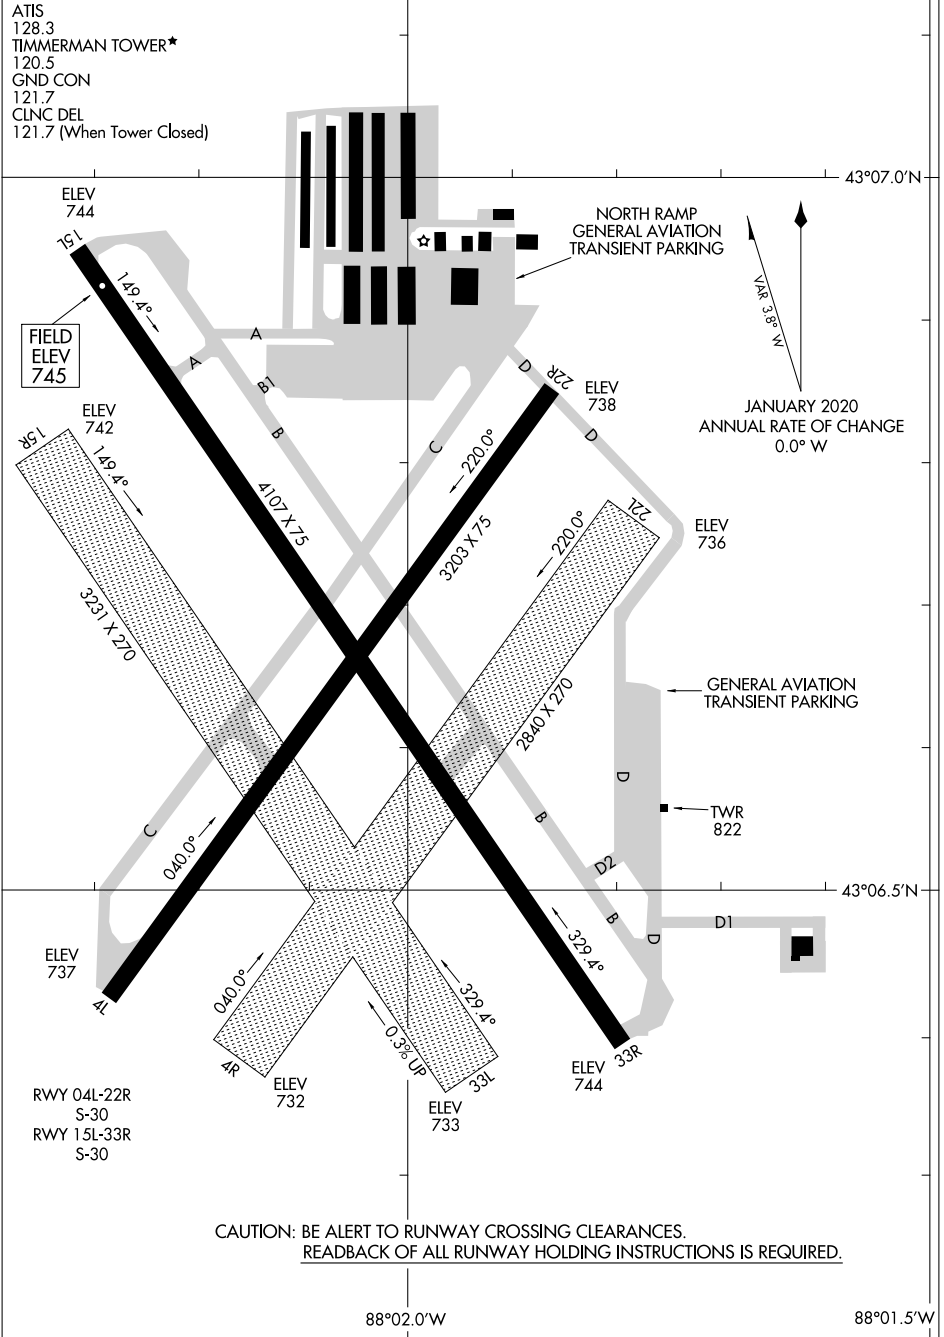 ATIS
128.3
TIMMERMAN TOWER★
120.5
GND CON
121.7
CLNC DEL
121.7 (When Tower Closed)
43°07.0'N
ELEV
744
15L
NORTH RAMP
GENERAL AVIATION
TRANSIENT PARKING
VAR 3.8° W
149.4°
FIELD
ELEV
745
A
A
B1
D
22R
ELEV
738
JANUARY 2020
ANNUAL RATE OF CHANGE
0.0° W
ELEV
742
15R
149.4°
B
C
220.0°
D
4107 X 75
3203 X 75
220.0°
22L
ELEV
736
3231 X 270
2840 X 270
GENERAL AVIATION
TRANSIENT PARKING
D
TWR
822
C
040.0°
B
D2
43°06.5'N
B
D
D1
ELEV
737
4L
040.0°
329.4°
329.4°
0.3% UP
4R
ELEV
732
33L
ELEV
733
33R
ELEV
744
RWY 04L-22R
S-30
RWY 15L-33R
S-30
CAUTION: BE ALERT TO RUNWAY CROSSING CLEARANCES.
READBACK OF ALL RUNWAY HOLDING INSTRUCTIONS IS REQUIRED.
88°02.0'W
88°01.5'W